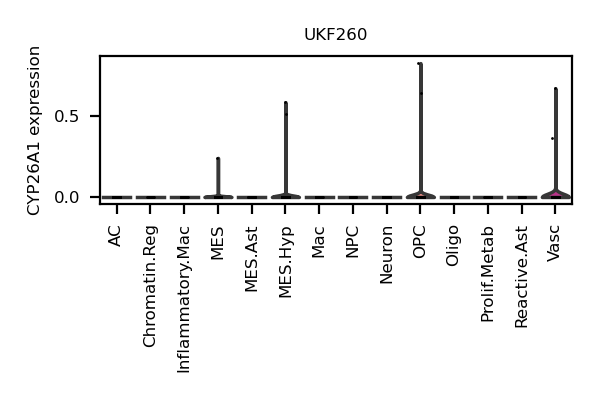 UKF260
CYP26A1 expression
0.5
0.0
AC
Chromatin.Reg
Inflammatory.Mac
MES
MES.Ast
MES.Hyp
Mac
NPC
Neuron
OPC
Oligo
Prolif.Metab
Reactive.Ast
Vasc